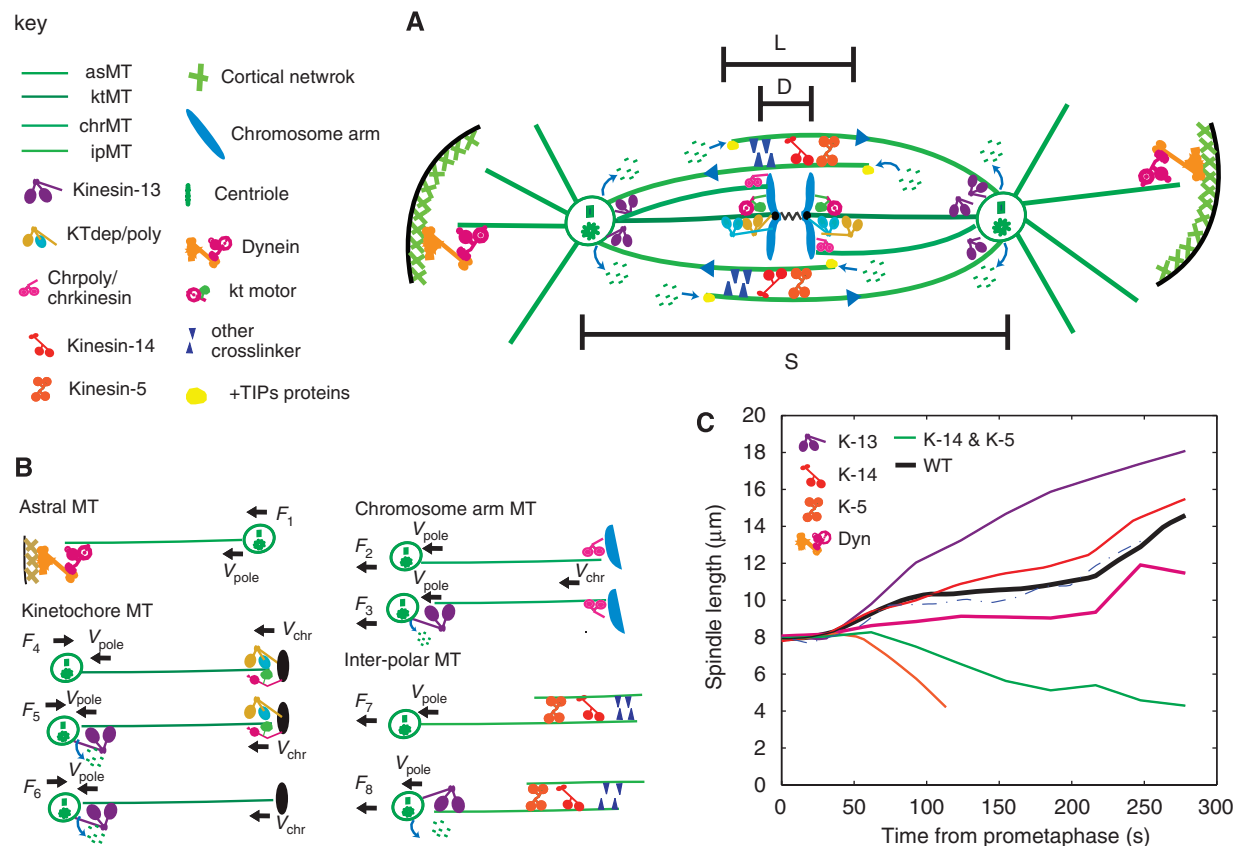 key
asMT
ktMT
chrMT
ipMT
Kinesin-13
KTdep/poly
Chrpoly/
chrkinesin
Kinesin-14
Kinesin-5
Cortical netwrok
Chromosome arm
Centriole
Dynein
kt motor
other
crosslinker
+TIPs proteins
A
L
D
S
B
Astral MT
F1
Vpole
Kinetochore MT
F4
Vpole
Vchr
F5
Vpole
Vchr
F6
Vpole
Vchr
Chromosome arm MT
F2
Vpole
Vchr
F3
Vpole
Inter-polar MT
F7
Vpole
F8
Vpole
C
K-13
K-14
K-5
Dyn
K-14 & K-5
WT
Spindle length (μm)
20
18
16
14
12
10
8
6
4
2
0
0 50 100 150 200 250 300
Time from prometaphase (s)